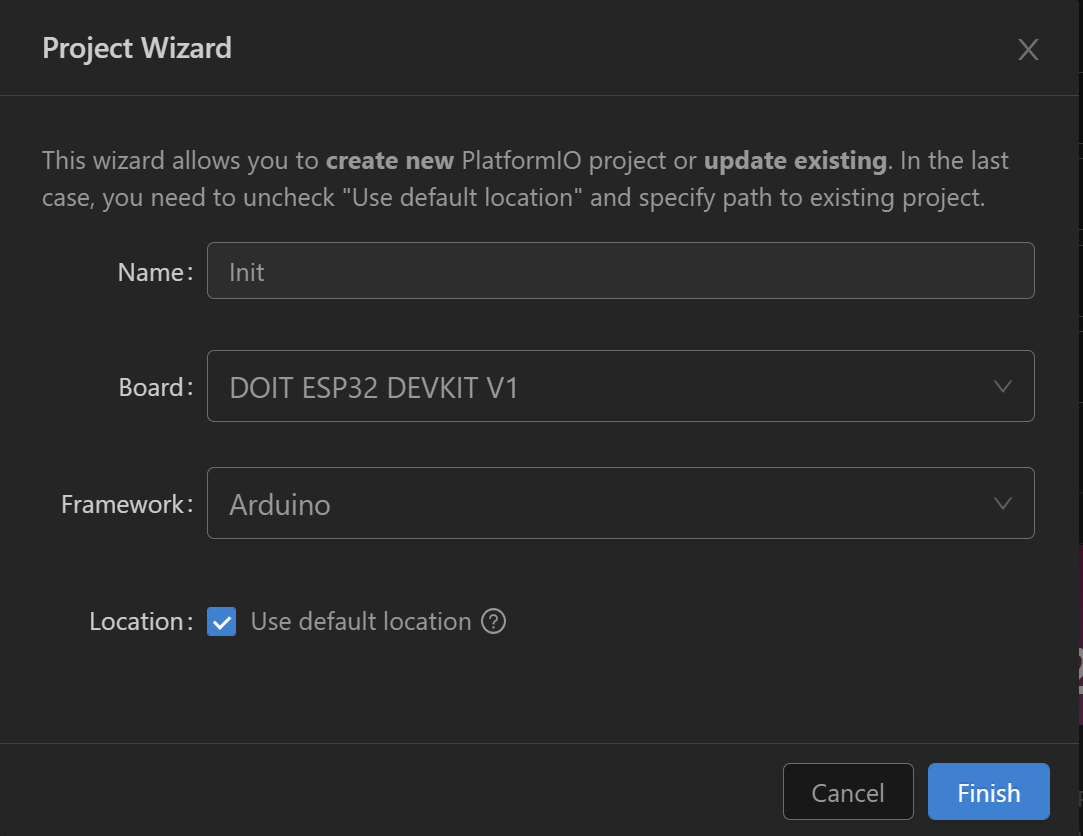 Project Wizard
This wizard allows you to create new PlatformIO project or update existing. In the last
case, you need to uncheck "Use default location" and specify path to existing project.
Name: Init
Board: DOIT ESP32 DEVKIT V1
Framework: Arduino
Location: Use default location ?
Cancel Finish